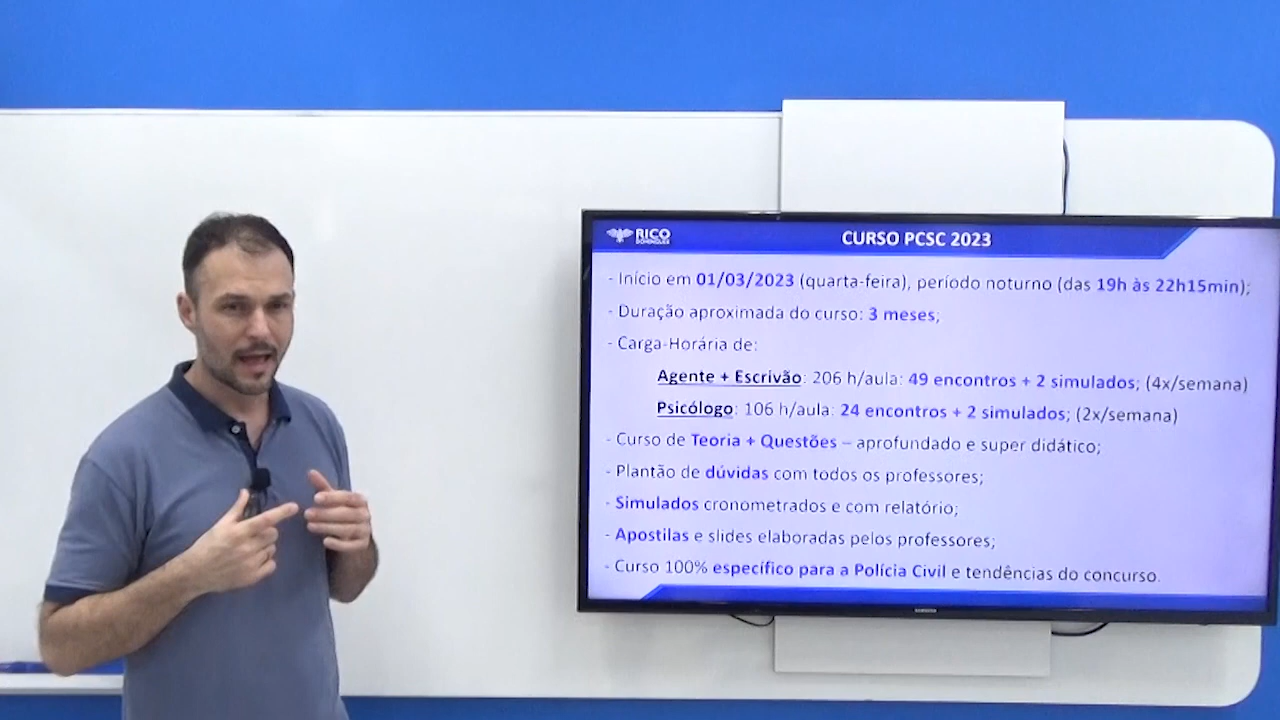 RICO
DOMINGUES
CURSO PCSC 2023
- Início em 01/03/2023 (quarta-feira), período noturno (das 19h às 22h15min);
- Duração aproximada do curso: 3 meses;
- Carga-Horária de:
Agente + Escrivão: 206 h/aula: 49 encontros + 2 simulados; (4x/semana)
Psicólogo: 106 h/aula: 24 encontros + 2 simulados; (2x/semana)
- Curso de Teoria + Questões – aprofundado e super didático;
- Plantão de dúvidas com todos os professores;
- Simulados cronometrados e com relatório;
- Apostilas e slides elaboradas pelos professores;
- Curso 100% específico para a Polícia Civil e tendências do concurso.
SAMSUNG